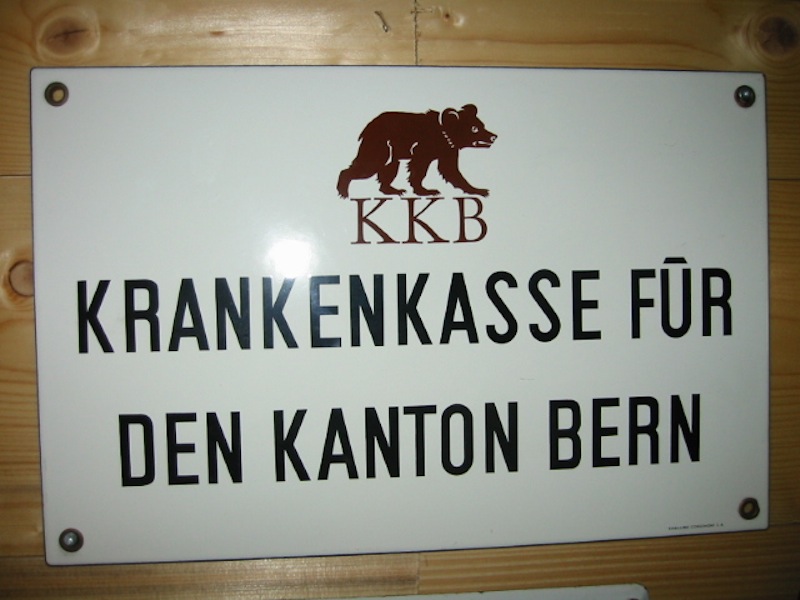 KKB
KRANKENKASSE FÜR
DEN KANTON BERN